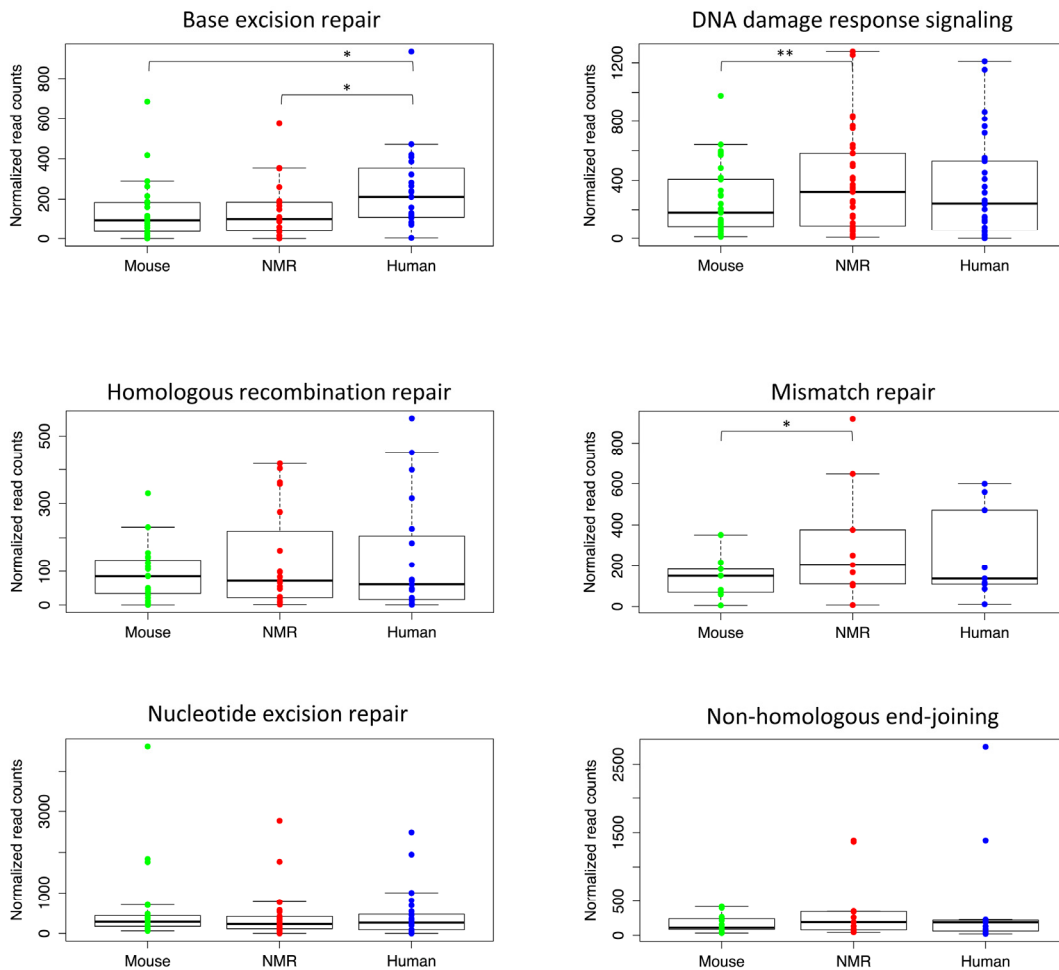 Base excision repair
Normalized read counts
0 200 400 600 800
*
*
Mouse NMR Human
DNA damage response signaling
Normalized read counts
0 400 800 1200
**
Mouse NMR Human
Homologous recombination repair
Normalized read counts
0 100 300 500
Mouse NMR Human
Mismatch repair
Normalized read counts
0 200 400 600 800
*
Mouse NMR Human
Nucleotide excision repair
Normalized read counts
0 1000 3000
Mouse NMR Human
Non-homologous end-joining
Normalized read counts
0 500 1500 2500
Mouse NMR Human